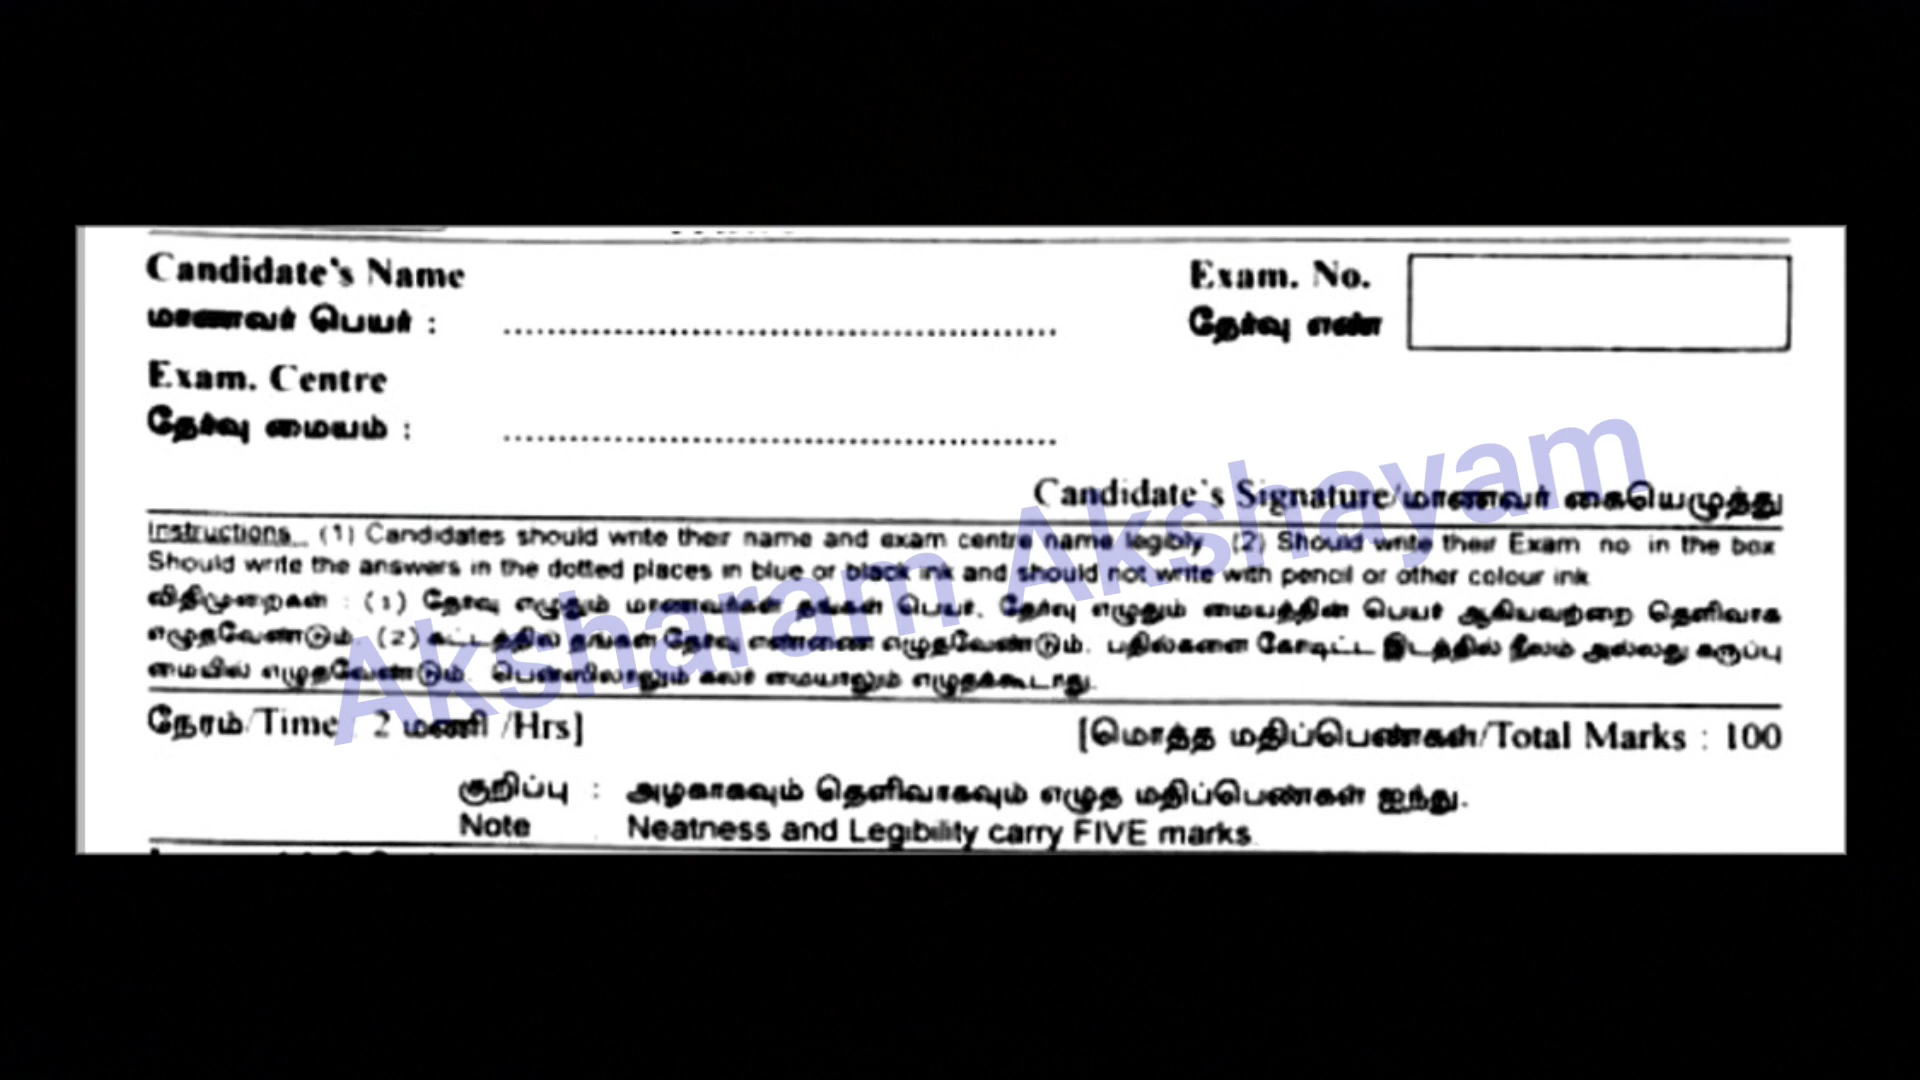 Candidate's Name
மாணவர் பெயர் :
Exam. No.
தேர்வு எண்
Exam. Centre
தேர்வு மையம் :
Candidate's Signature/மாணவர் கையெழுத்து
Instructions (1) Candidates should write their name and exam centre name legibly (2) Should write their Exam no in the box
Should write the answers in the dotted places in blue or black ink and should not write with pencil or other colour ink
விதிமுறைகள் : (1) தேர்வு எழுதும் மாணவர்கள் தங்கள் பெயர், தேர்வு எழுதும் மையத்தின் பெயர் ஆகியவற்றை தெளிவாக
எழுதவேண்டும். (2) கட்டத்தில் தங்கள் தேர்வு எண்ணை எழுதவேண்டும். பதில்களை கோடிட்ட இடத்தில் நீலம் அல்லது கருப்பு
மையில் எழுதவேண்டும். பென்ஸிலாலும் கலர் மையாலும் எழுதக்கூடாது.
நேரம்/Time : 2 மணி /Hrs]
[மொத்த மதிப்பெண்கள்/Total Marks : 100
குறிப்பு : அழகாகவும் தெளிவாகவும் எழுத மதிப்பெண்கள் ஐந்து.
Note Neatness and Legibility carry FIVE marks
Aksharam Akshayam